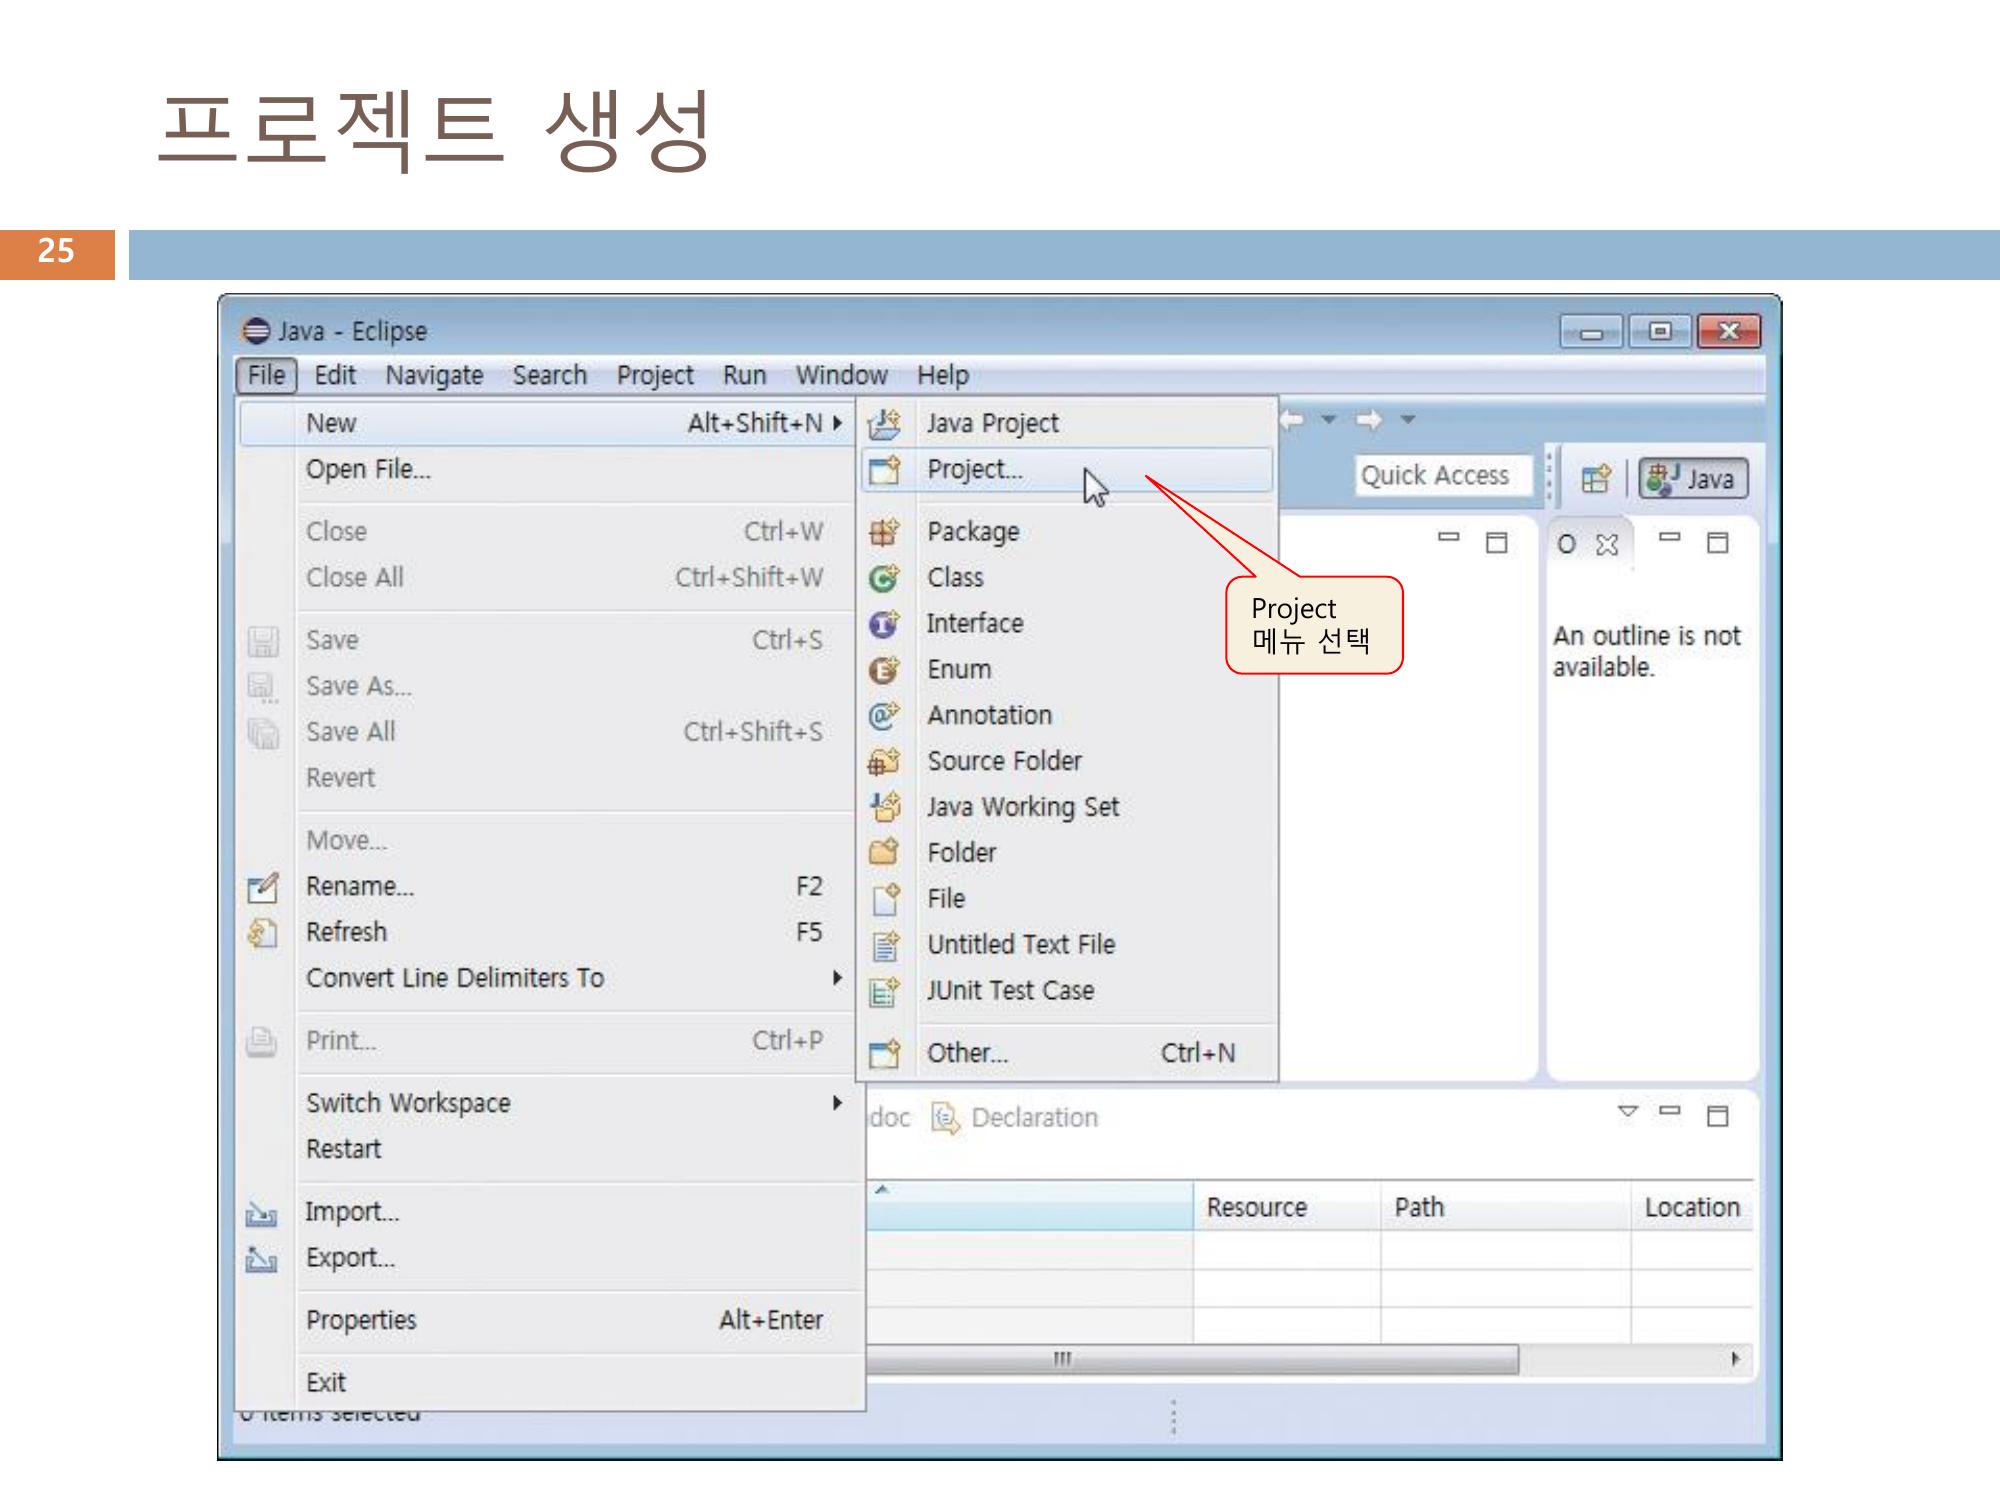 프로젝트 생성
25
Java - Eclipse
File Edit Navigate Search Project Run Window Help
New Alt+Shift+N
Open File...
Close Ctrl+W
Close All Ctrl+Shift+W
Save Ctrl+S
Save As...
Save All Ctrl+Shift+S
Revert
Move...
Rename... F2
Refresh F5
Convert Line Delimiters To
Print... Ctrl+P
Switch Workspace
Restart
Import...
Export...
Properties Alt+Enter
Exit
Java Project
Project...
Package
Class
Interface
Enum
Annotation
Source Folder
Java Working Set
Folder
File
Untitled Text File
JUnit Test Case
Other... Ctrl+N
Project
메뉴 선택
Quick Access
Java
O
An outline is not
available.
doc Declaration
Resource Path Location
0 items selected